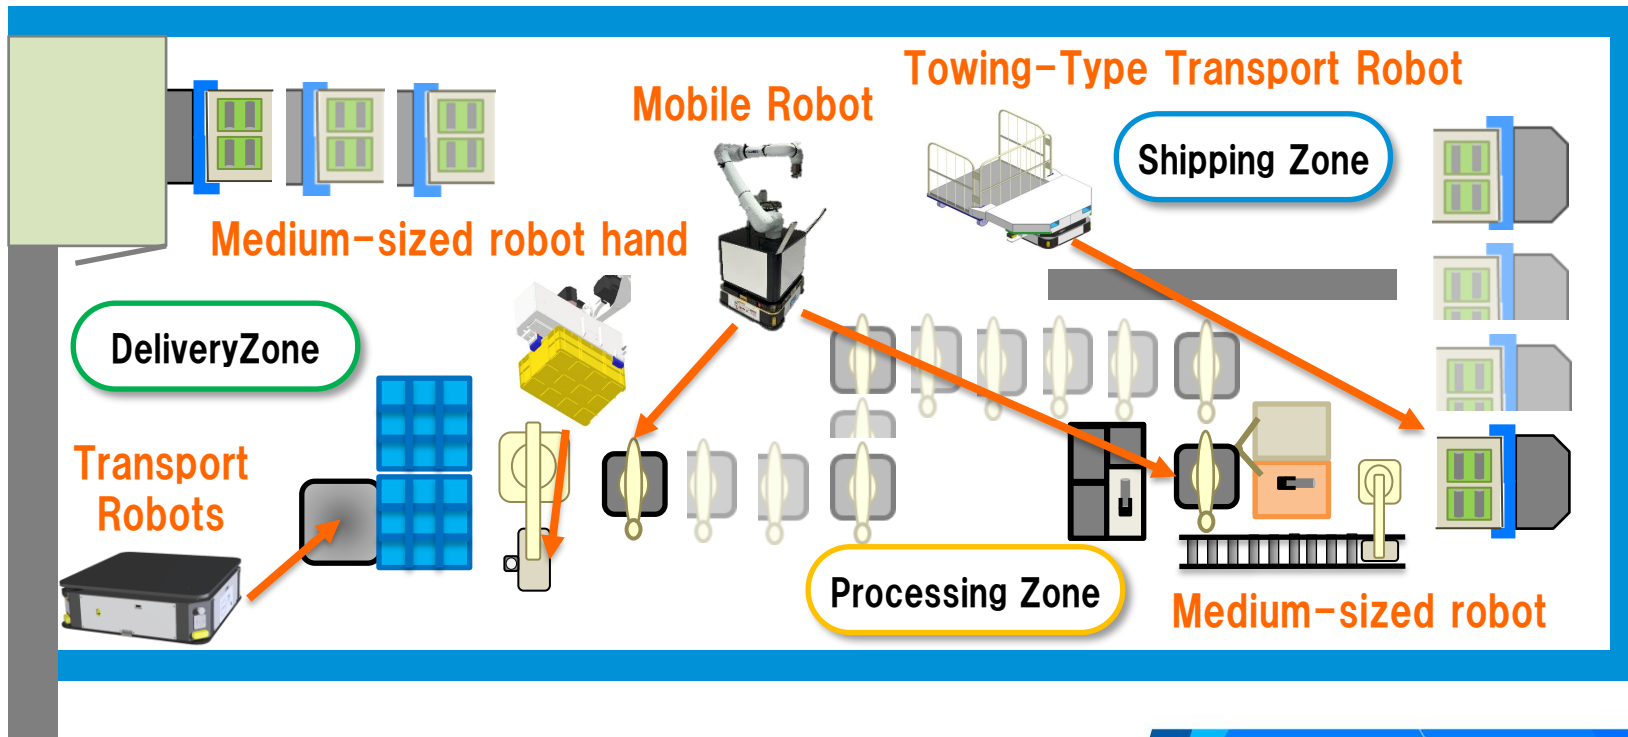 Towing-Type Transport Robot
Mobile Robot
Shipping Zone
Medium-sized robot hand
DeliveryZone
Transport
Robots
Processing Zone
Medium-sized robot